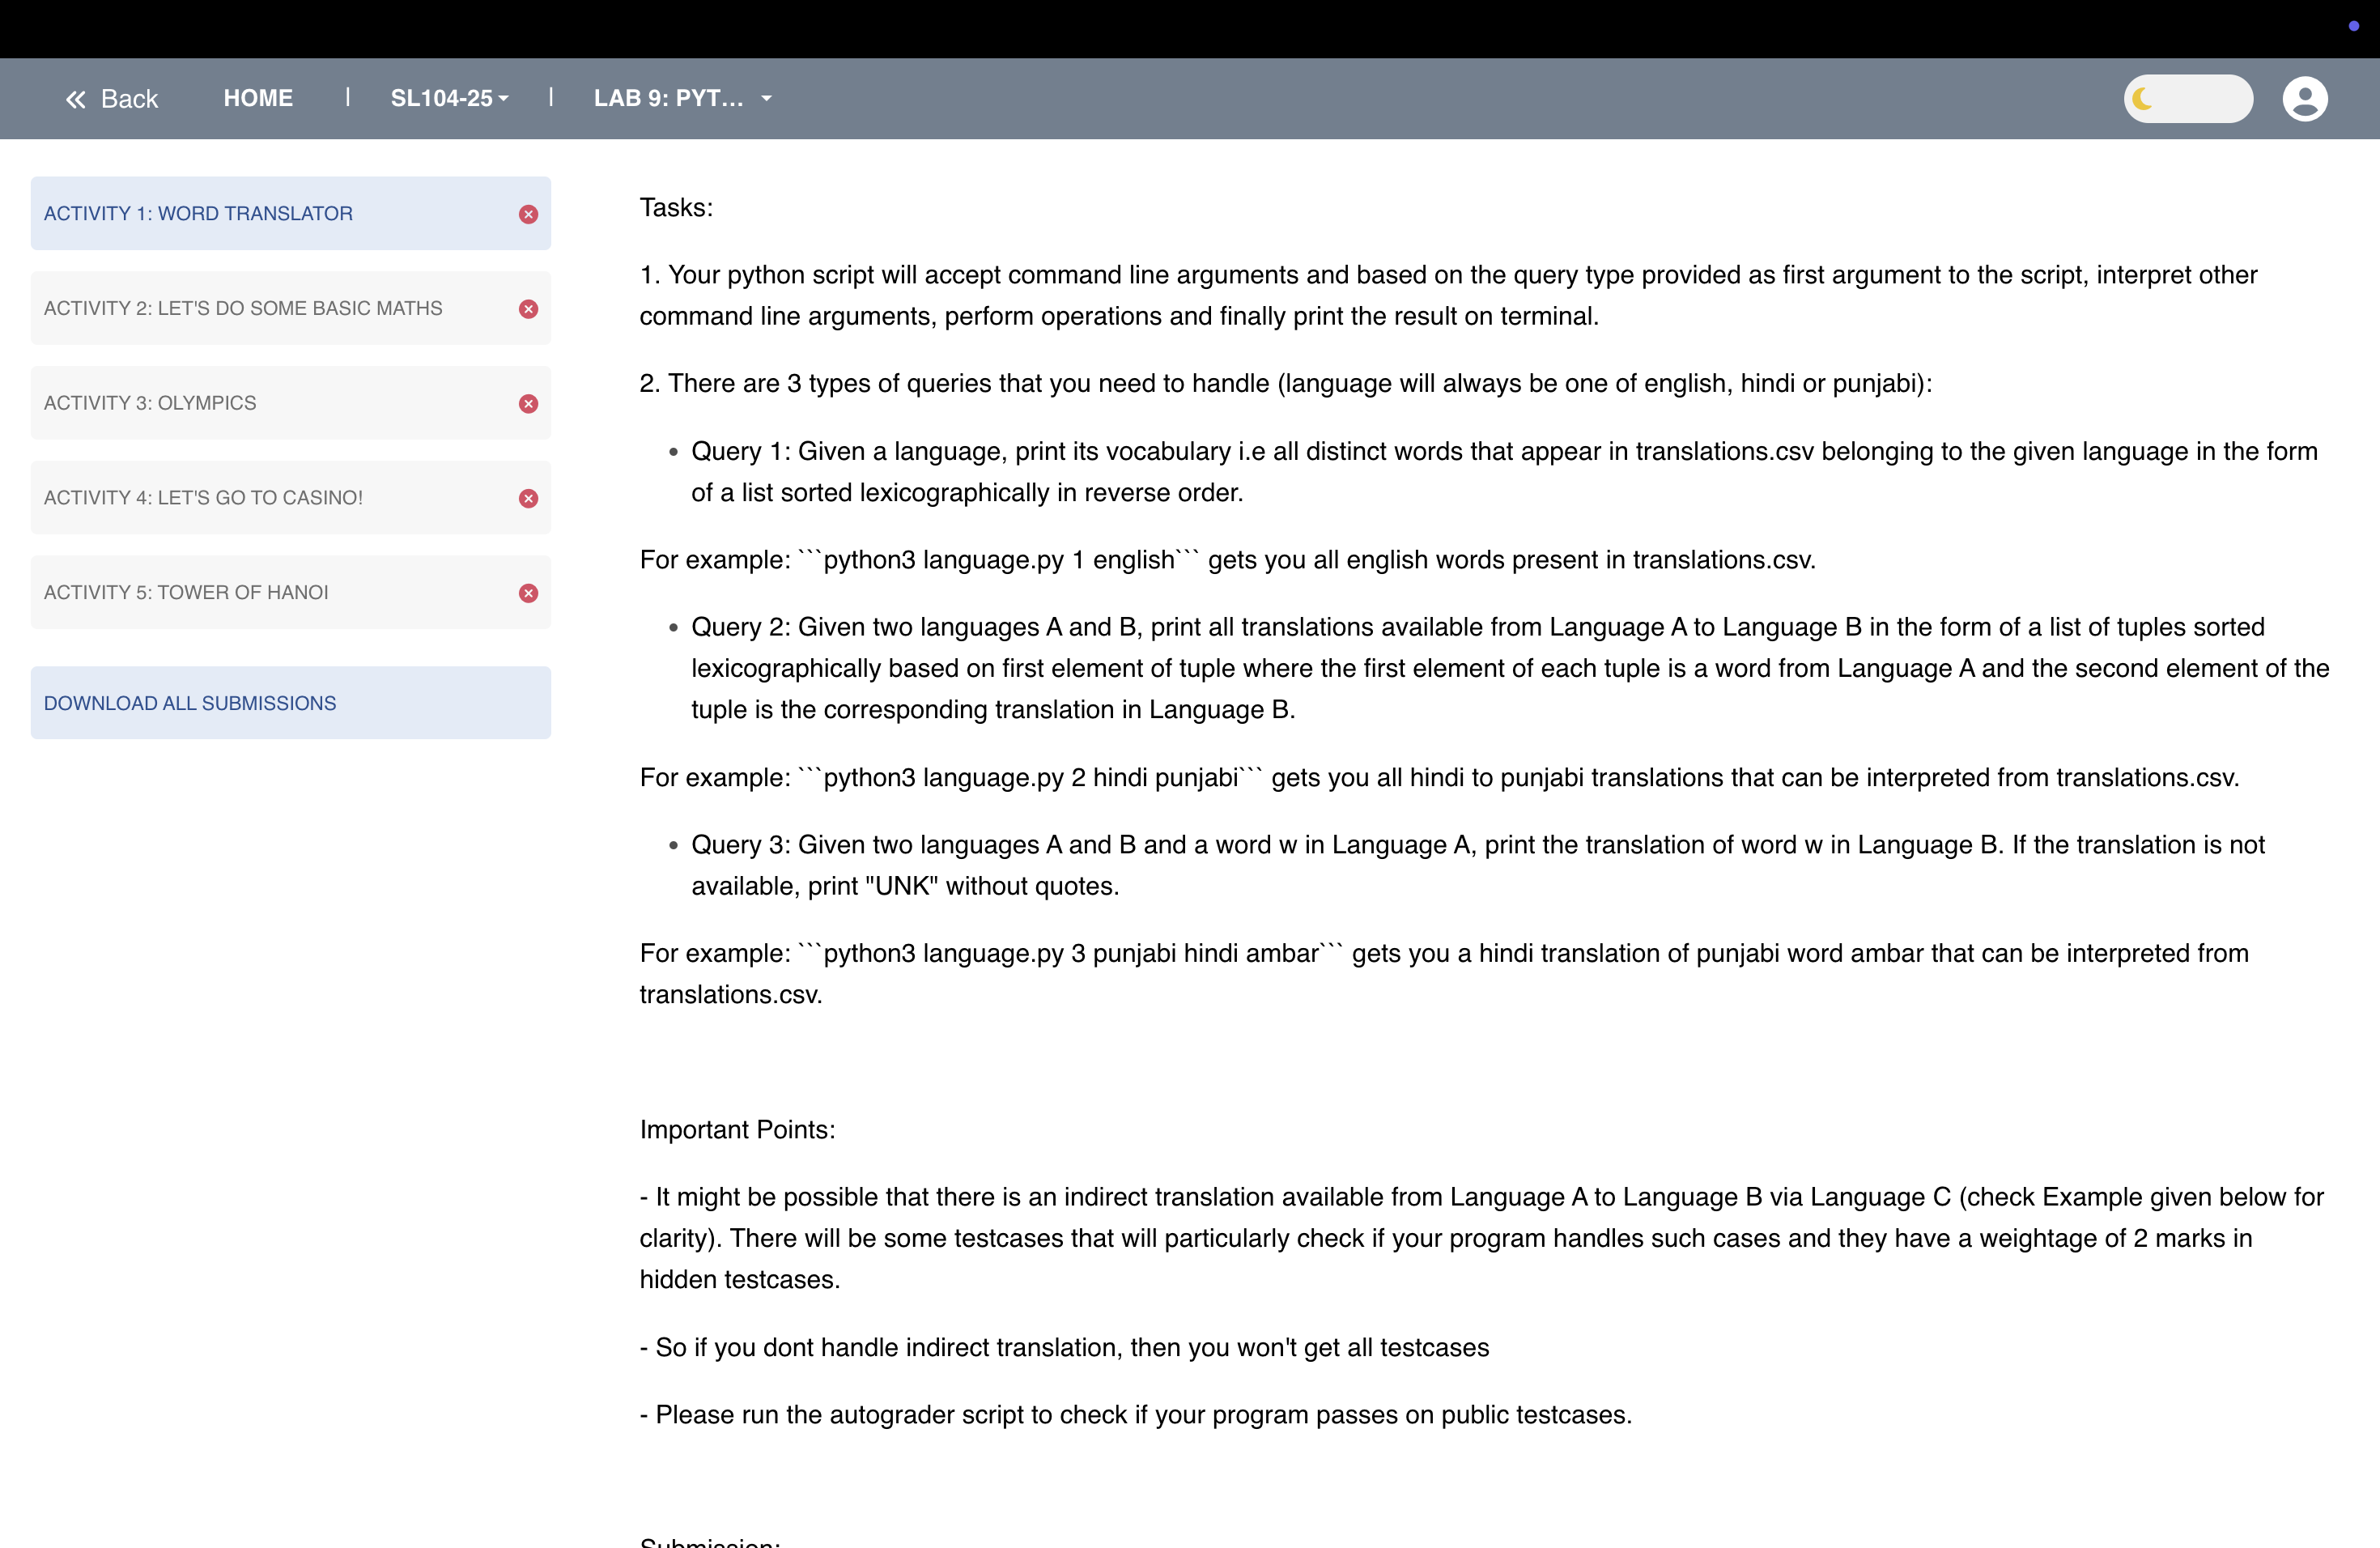 Back
HOME
|
SL104-25
|
LAB 9: PYT...
ACTIVITY 1: WORD TRANSLATOR
ACTIVITY 2: LET'S DO SOME BASIC MATHS
ACTIVITY 3: OLYMPICS
ACTIVITY 4: LET'S GO TO CASINO!
ACTIVITY 5: TOWER OF HANOI
DOWNLOAD ALL SUBMISSIONS
Tasks:
1. Your python script will accept command line arguments and based on the query type provided as first argument to the script, interpret other
command line arguments, perform operations and finally print the result on terminal.
2. There are 3 types of queries that you need to handle (language will always be one of english, hindi or punjabi):
• Query 1: Given a language, print its vocabulary i.e all distinct words that appear in translations.csv belonging to the given language in the form
of a list sorted lexicographically in reverse order.
For example: ```python3 language.py 1 english``` gets you all english words present in translations.csv.
• Query 2: Given two languages A and B, print all translations available from Language A to Language B in the form of a list of tuples sorted
lexicographically based on first element of tuple where the first element of each tuple is a word from Language A and the second element of the
tuple is the corresponding translation in Language B.
For example: ```python3 language.py 2 hindi punjabi``` gets you all hindi to punjabi translations that can be interpreted from translations.csv.
• Query 3: Given two languages A and B and a word w in Language A, print the translation of word w in Language B. If the translation is not
available, print "UNK" without quotes.
For example: ```python3 language.py 3 punjabi hindi ambar``` gets you a hindi translation of punjabi word ambar that can be interpreted from
translations.csv.
Important Points:
- It might be possible that there is an indirect translation available from Language A to Language B via Language C (check Example given below for
clarity). There will be some testcases that will particularly check if your program handles such cases and they have a weightage of 2 marks in
hidden testcases.
- So if you dont handle indirect translation, then you won't get all testcases
- Please run the autograder script to check if your program passes on public testcases.
Submission: